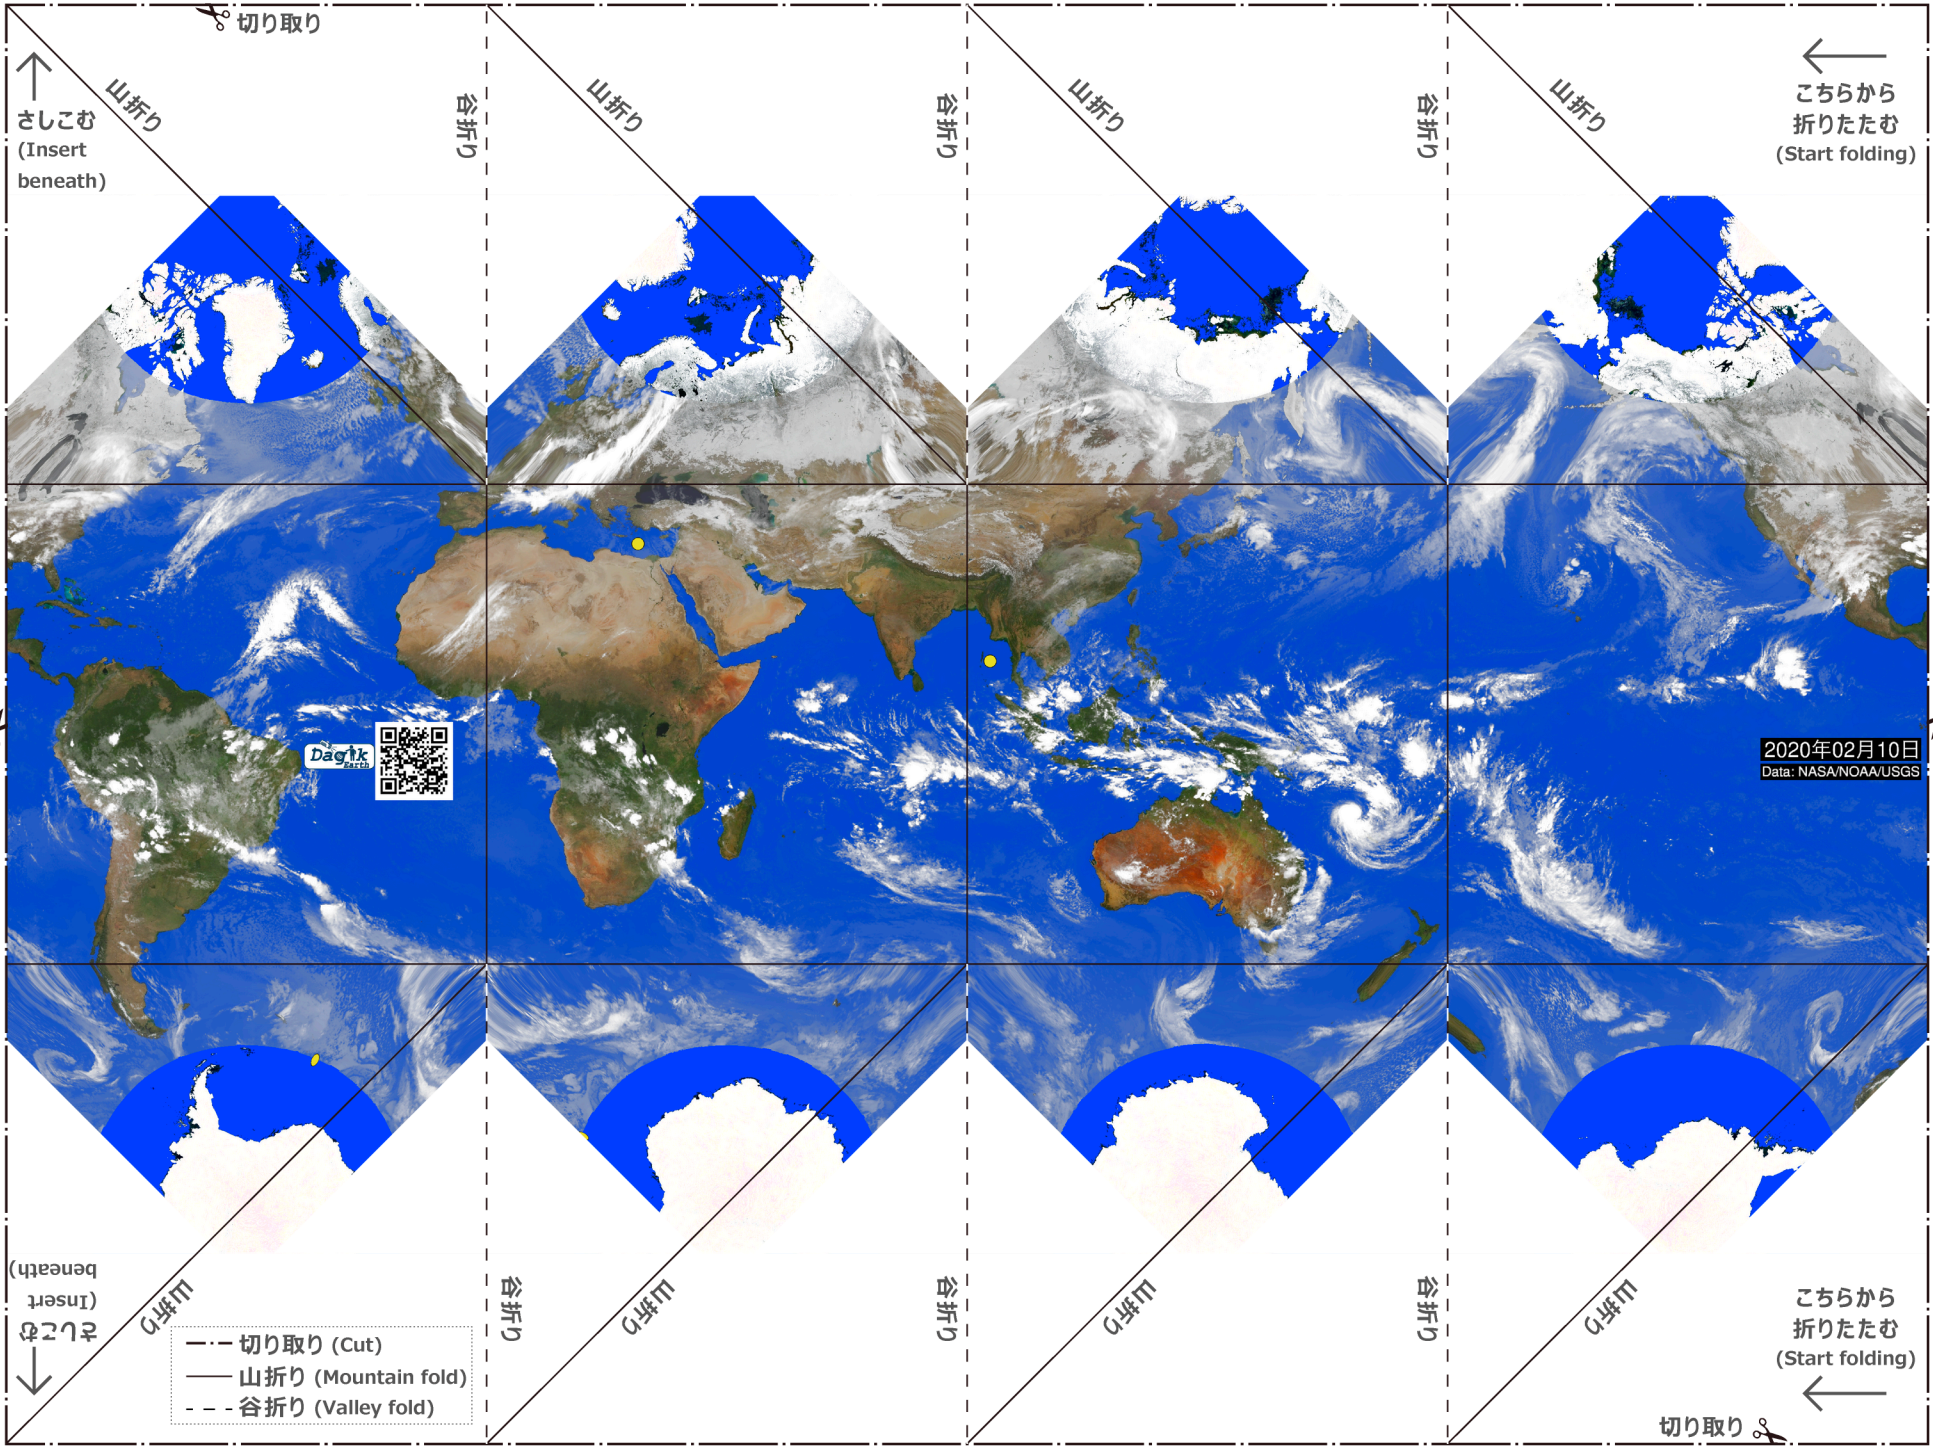 切り取り
さしこむ
(Insert
beneath)
山折り
谷折り
山折り
谷折り
山折り
谷折り
山折り
こちらから
折りたたむ
(Start folding)
Dagik
Earth
2020年02月10日
Data: NASA/NOAA/USGS
さしこむ
(Insert
beneath)
山折り
谷折り
山折り
谷折り
山折り
谷折り
山折り
こちらから
折りたたむ
(Start folding)
切り取り (Cut)
山折り (Mountain fold)
谷折り (Valley fold)
切り取り